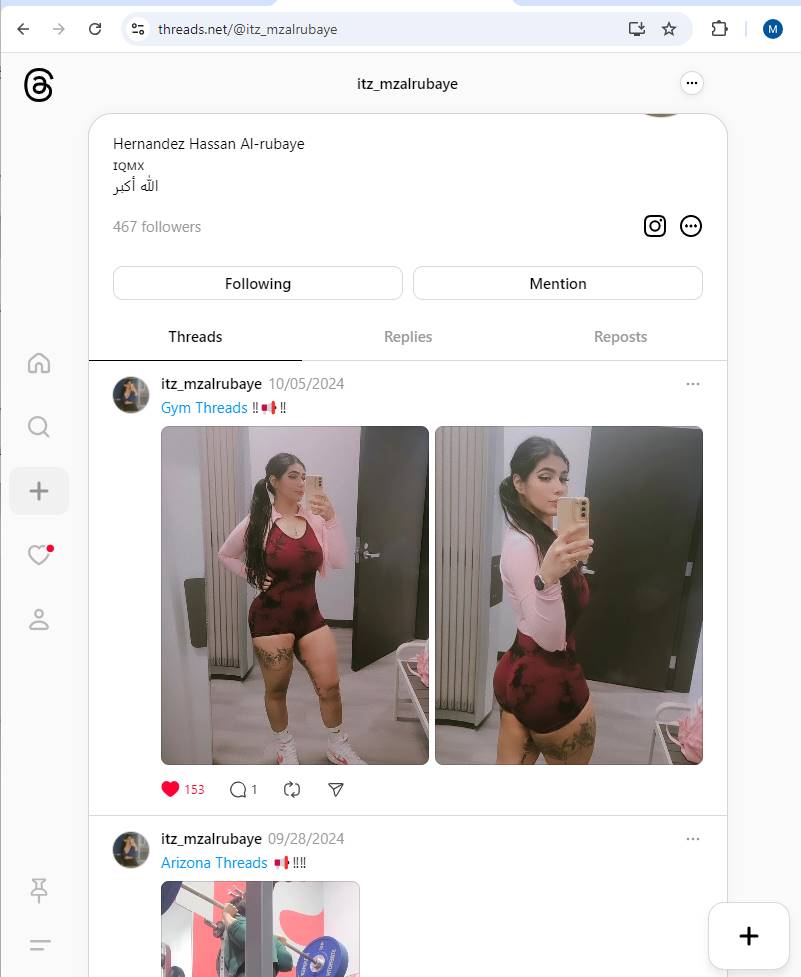 threads.net/@itz_mzalrubaye
M
itz_mzalrubaye
Hernandez Hassan Al-rubaye
IQMX
الله أكبر
467 followers
Following
Mention
Threads
Replies
Reposts
itz_mzalrubaye 10/05/2024
Gym Threads ‼️📢‼️
153
1
itz_mzalrubaye 09/28/2024
Arizona Threads 📢‼️‼️